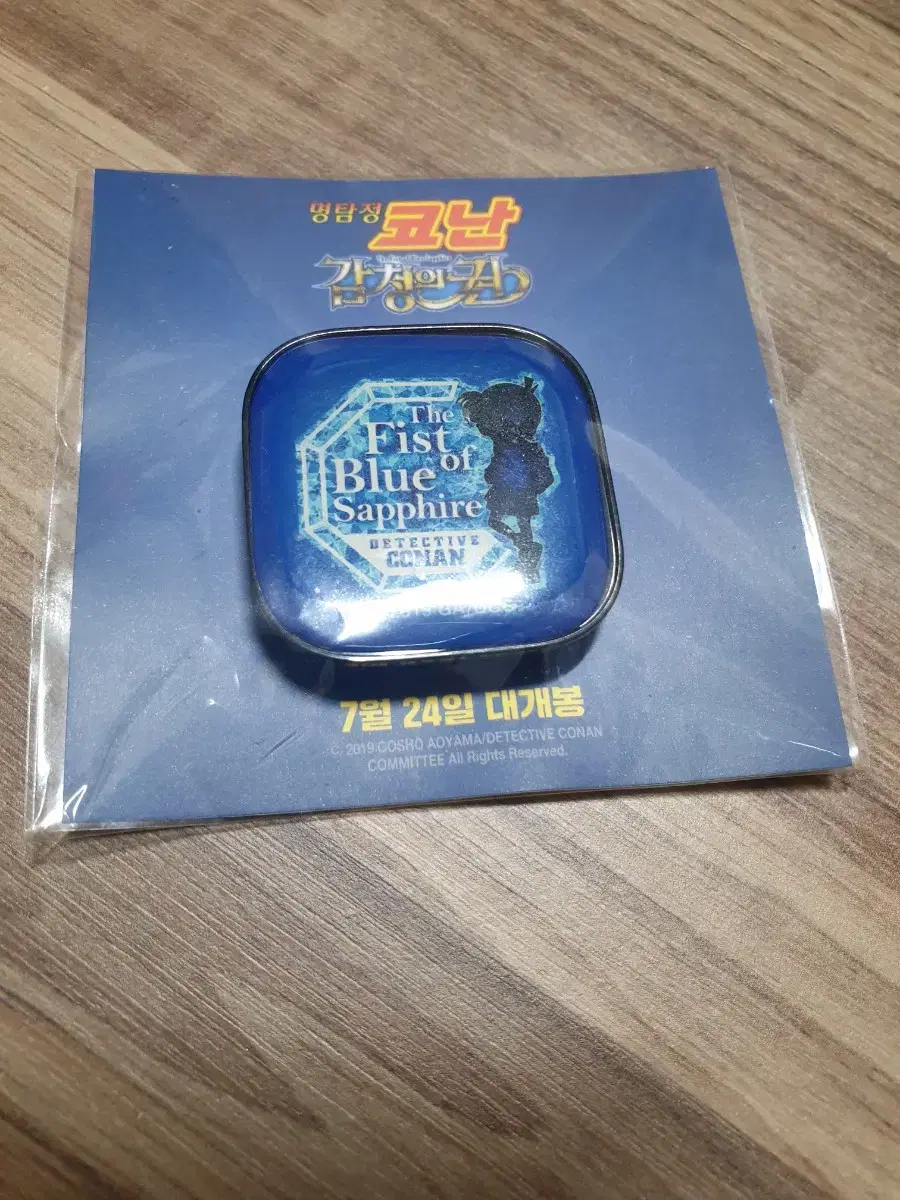 명탐정 코난
감청의 권
The
Fist
of
Blue
Sapphire
DETECTIVE
CONAN
7월 24일 대개봉
C. 2019 GOSHO AOYAMA/DETECTIVE CONAN
COMMITTEE All Rights Reserved.